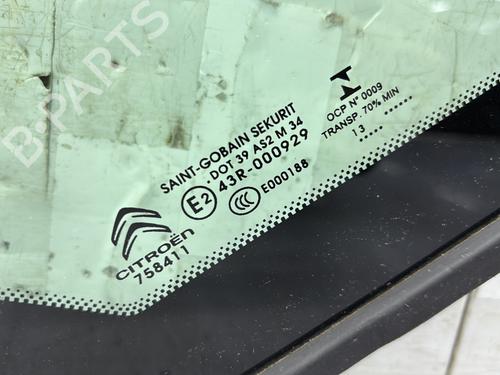 B-PARTS
SAINT-GOBAIN SEKURIT
DOT 39 AS2 M 34
E2 43R-000929
CCC E000188
CITROËN
758411
OCP N° 0009
TRANSP. 70% MIN
13